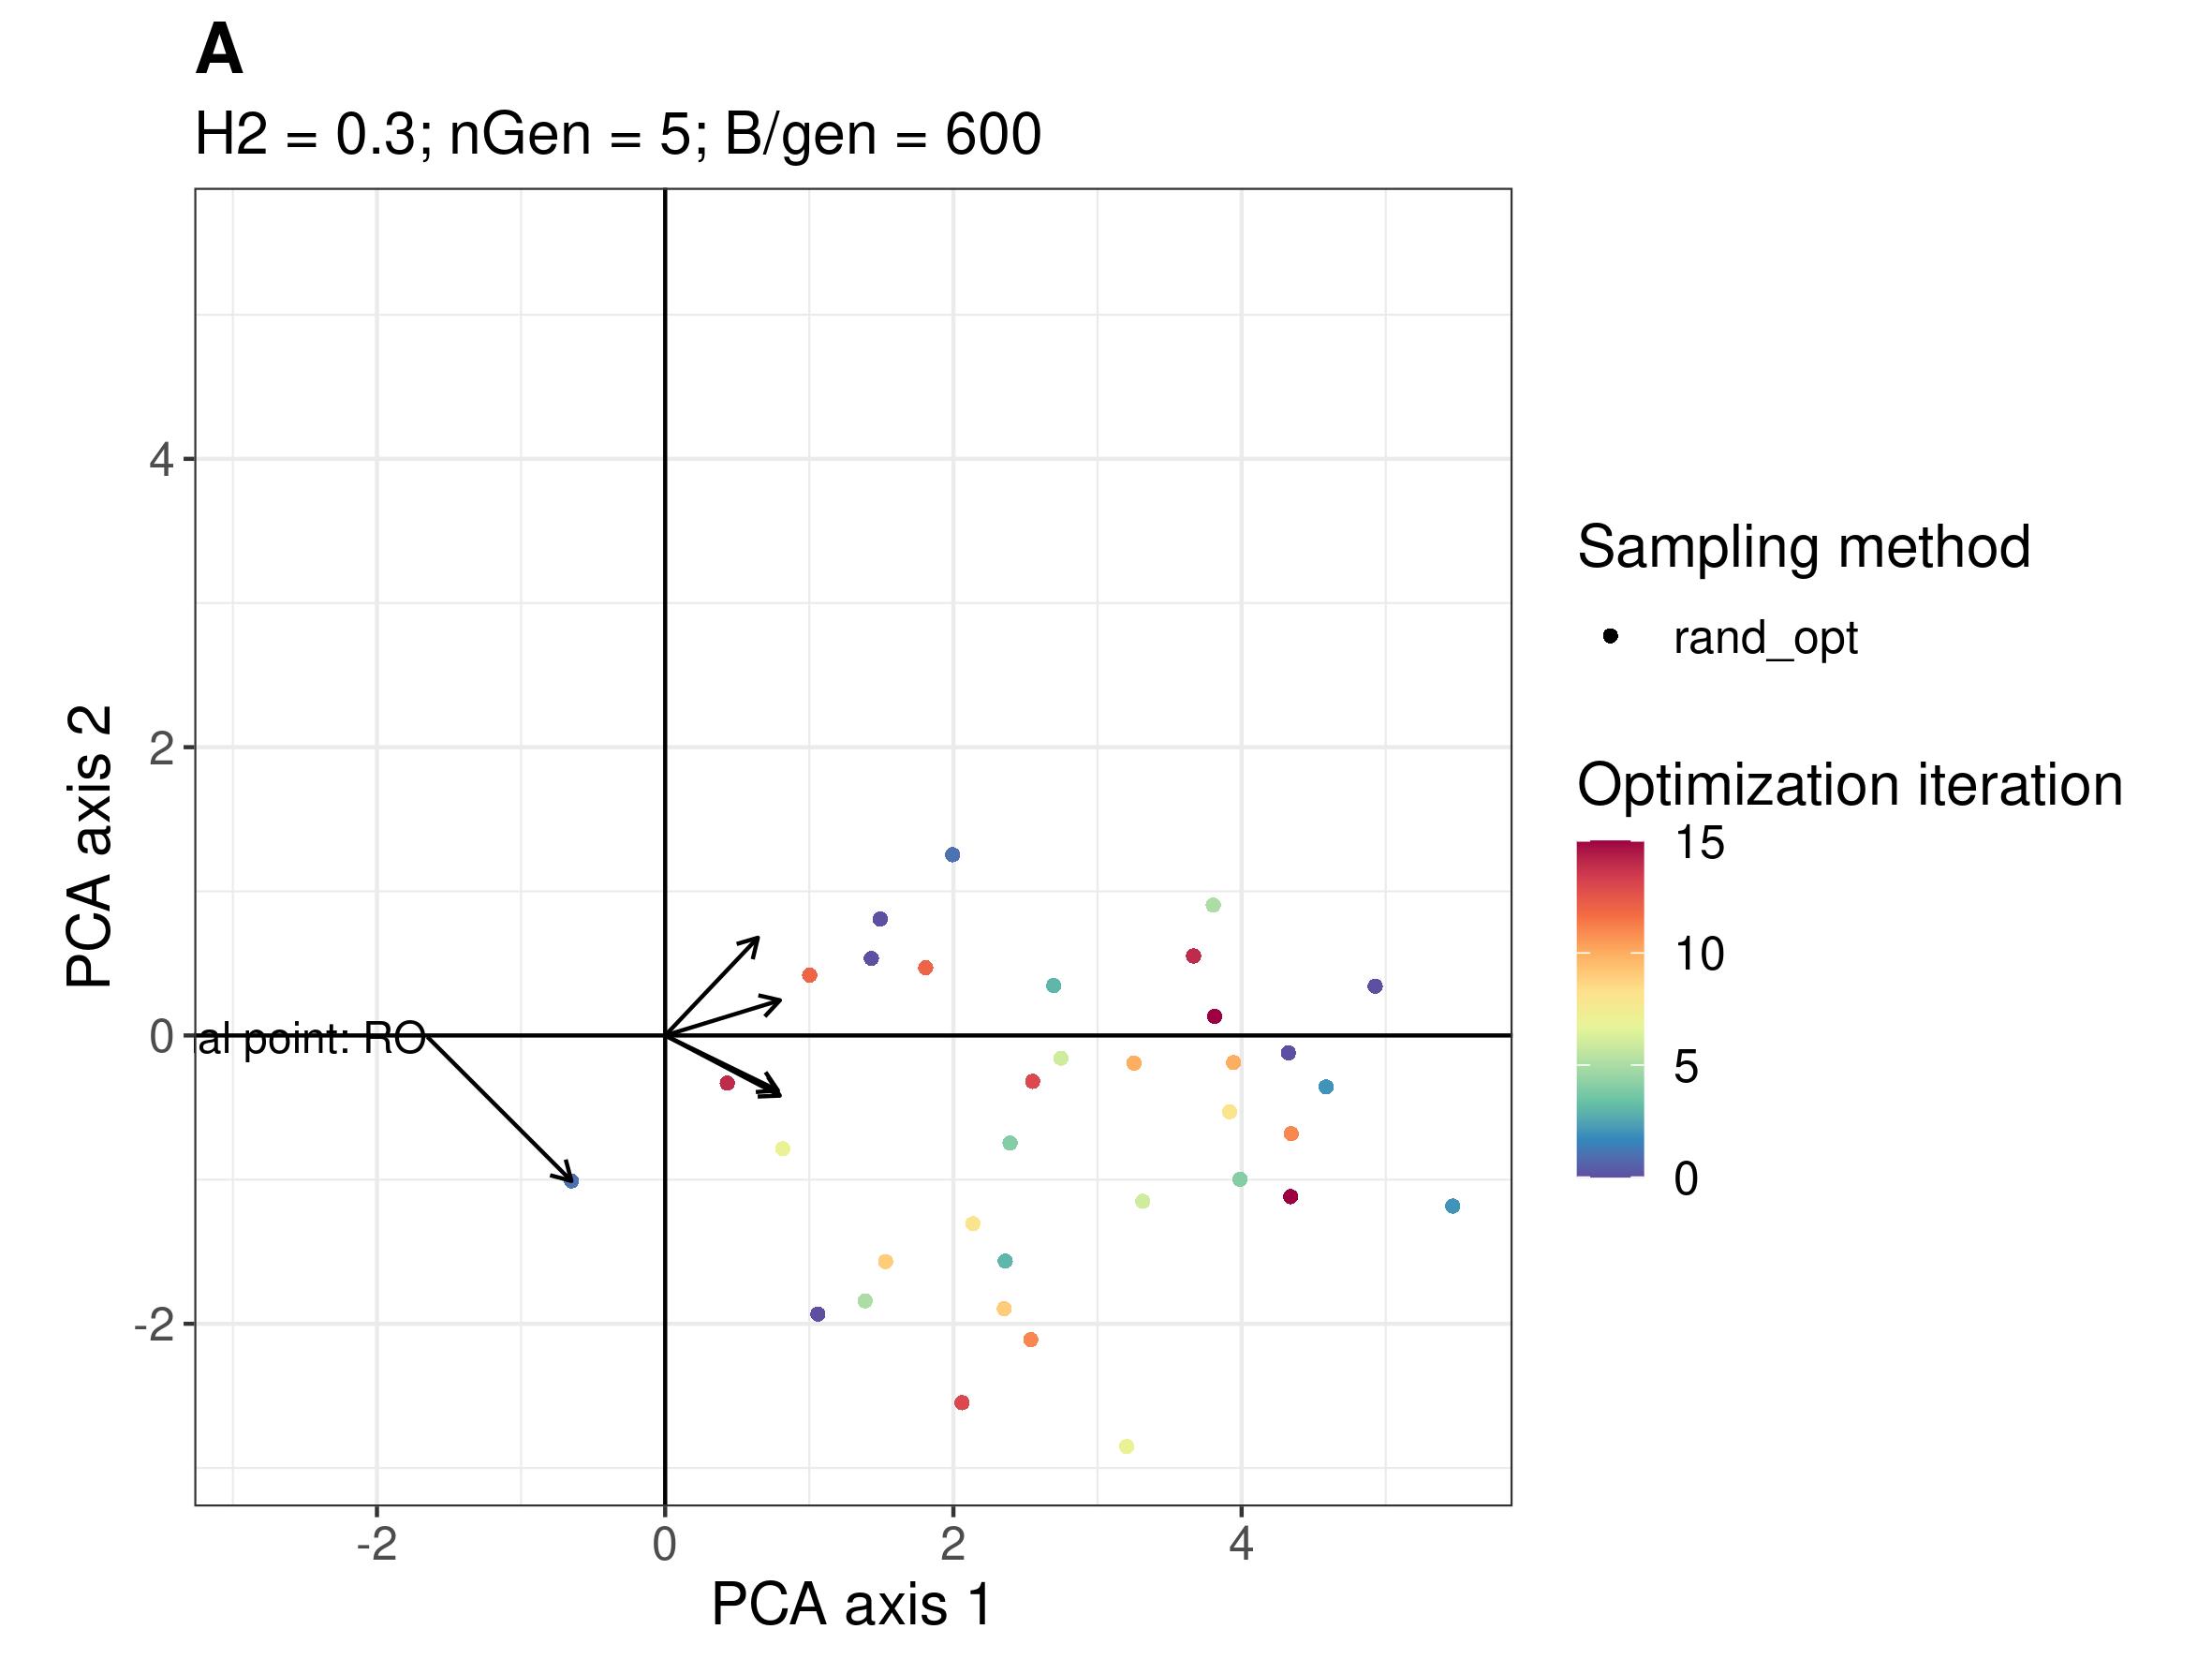 A
H2 = 0.3; nGen = 5; B/gen = 600
PCA axis 2
4
2
0
-2
al point: RO
-2
0
2
4
PCA axis 1
Sampling method
rand_opt
Optimization iteration
15
10
5
0